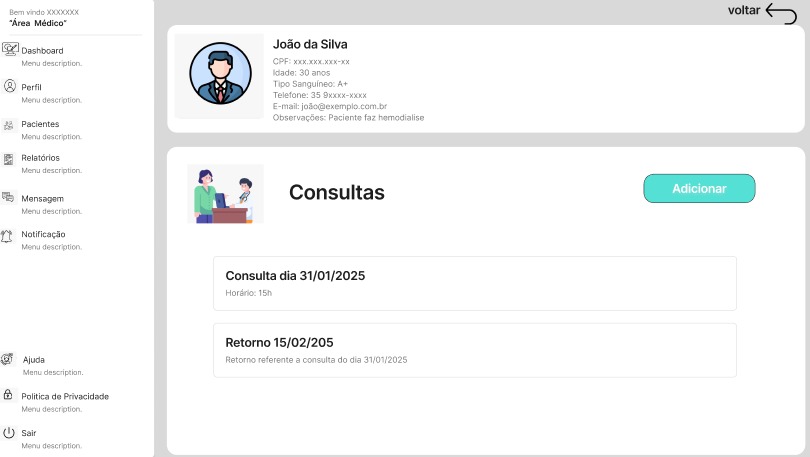 Bem vindo XXXXXXX
"Área Médico"
Dashboard
Menu description.
Perfil
Menu description.
Pacientes
Menu description.
Relatórios
Menu description.
Mensagem
Menu description.
Notificação
Menu description.
Ajuda
Menu description.
Politica de Privacidade
Menu description.
Sair
Menu description.
voltar
João da Silva
CPF: xxx.xxx.xxx-xx
Idade: 30 anos
Tipo Sanguíneo: A+
Telefone: 35 9xxxx-xxxx
E-mail: joão@exemplo.com.br
Observações: Paciente faz hemodialise
Consultas
Adicionar
Consulta dia 31/01/2025
Horário: 15h
Retorno 15/02/205
Retorno referente a consulta do dia 31/01/2025